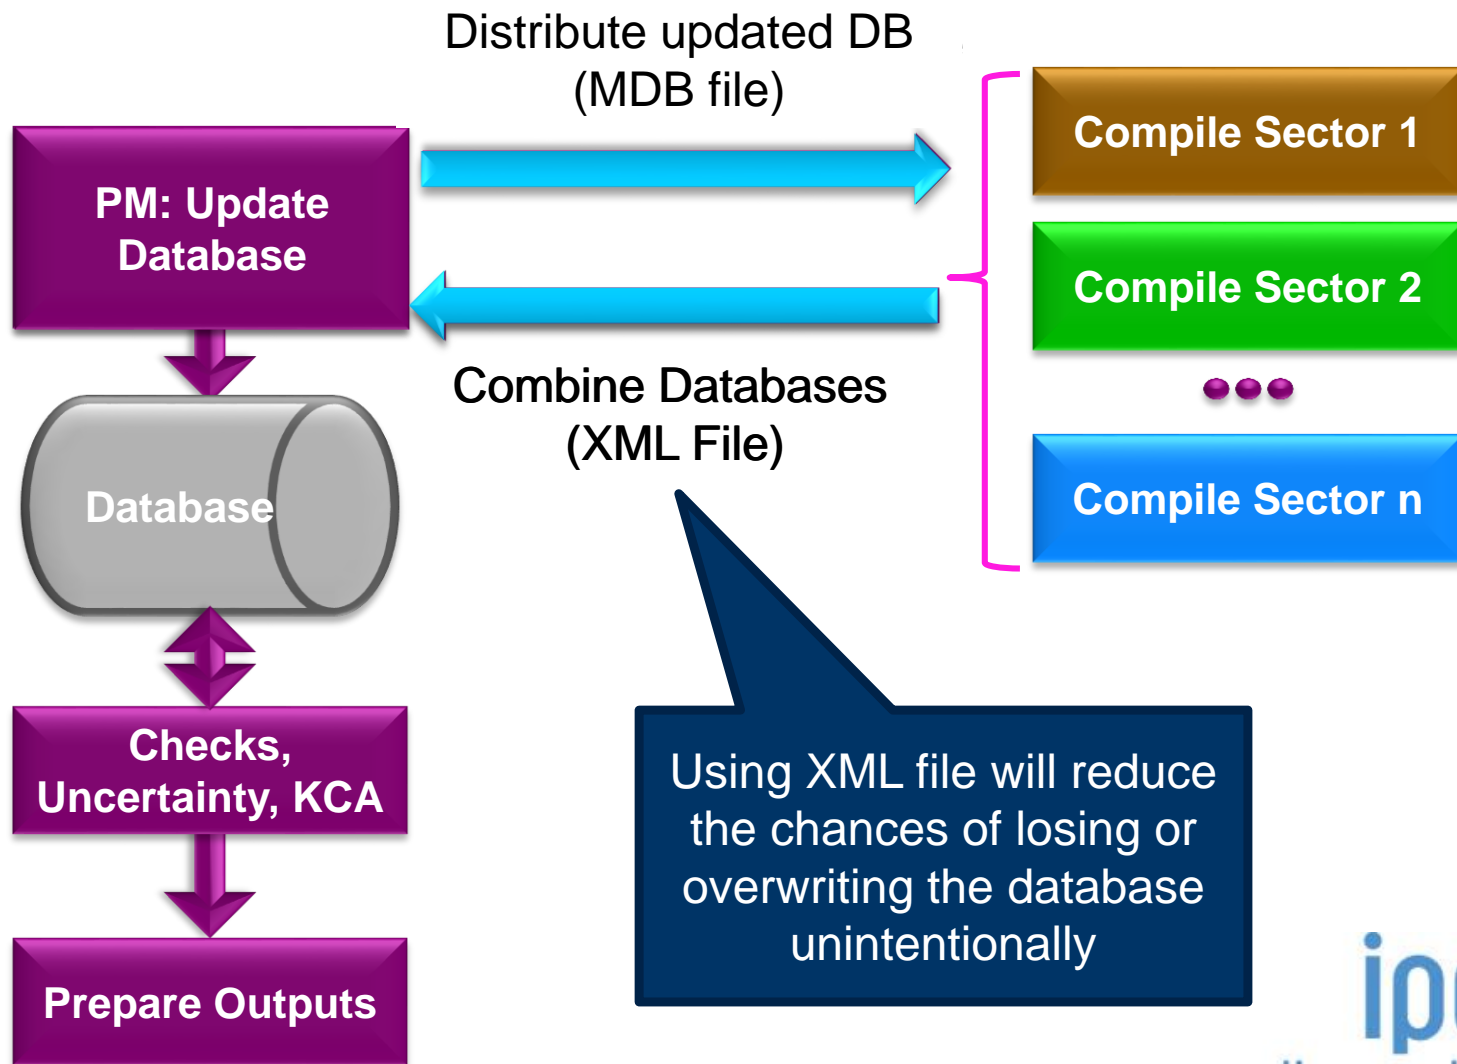 Distribute updated DB
(MDB file)
PM: Update
Database
Compile Sector 1
Compile Sector 2
Combine Databases
(XML File)
Compile Sector n
Database
Checks,
Uncertainty, KCA
Prepare Outputs
Using XML file will reduce
the chances of losing or
overwriting the database
unintentionally